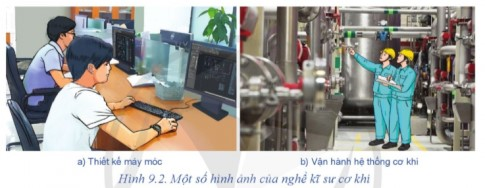 a) Thiết kế máy móc
b) Vận hành hệ thống cơ khí
Hình 9.2. Một số hình ảnh của nghề kĩ sư cơ khí